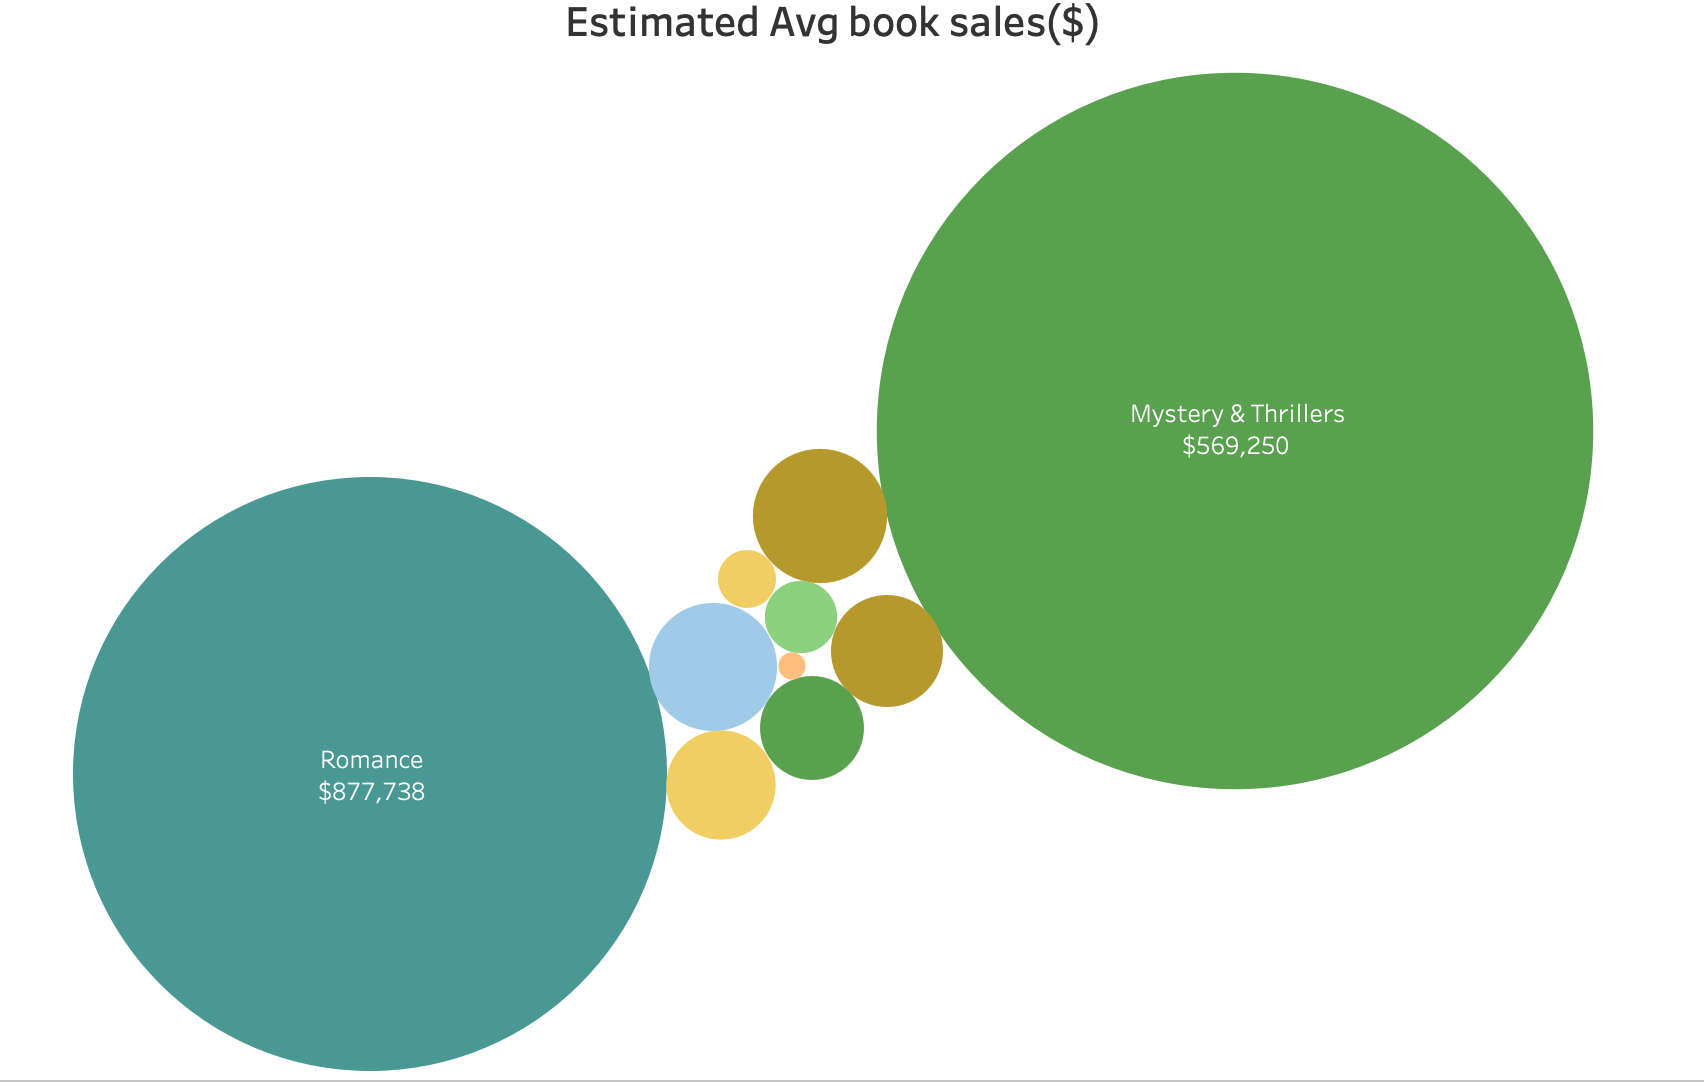 Estimated Avg book sales($)
Mystery & Thrillers
$569,250
Romance
$877,738